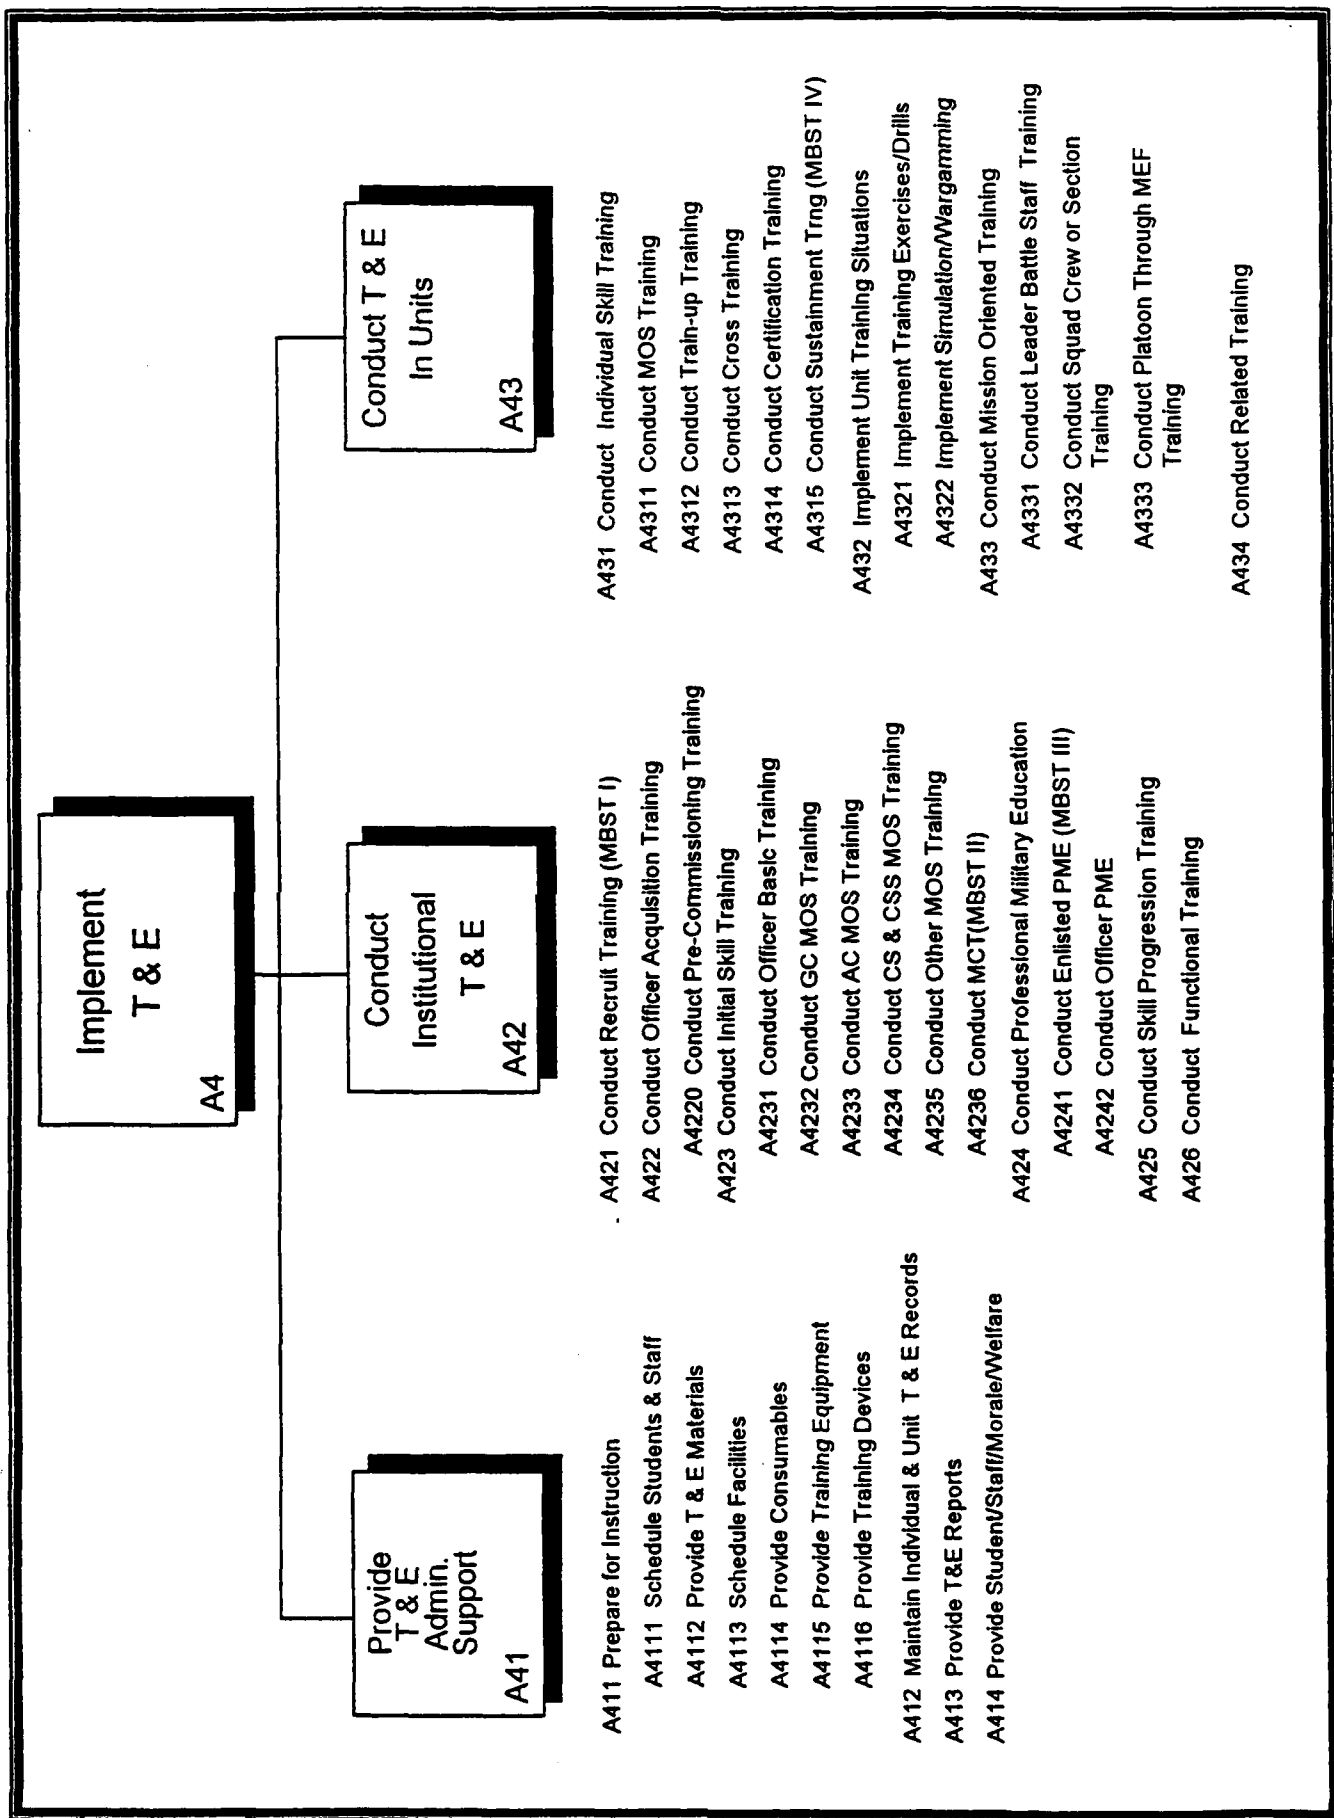 Implement
T & E
A4
Provide
T & E
Admin.
Support
A41
A411 Prepare for Instruction
A4111 Schedule Students & Staff
A4112 Provide T & E Materials
A4113 Schedule Facilities
A4114 Provide Consumables
A4115 Provide Training Equipment
A4116 Provide Training Devices
A412 Maintain Individual & Unit T & E Records
A413 Provide T&E Reports
A414 Provide Student/Staff/Morale/Welfare
Conduct
Institutional
T & E
A42
A421 Conduct Recruit Training (MBST I)
A422 Conduct Officer Acquisition Training
A4220 Conduct Pre-Commissioning Training
A423 Conduct Initial Skill Training
A4231 Conduct Officer Basic Training
A4232 Conduct GC MOS Training
A4233 Conduct AC MOS Training
A4234 Conduct CS & CSS MOS Training
A4235 Conduct Other MOS Training
A4236 Conduct MCT(MBST II)
A424 Conduct Professional Military Education
A4241 Conduct Enlisted PME (MBST III)
A4242 Conduct Officer PME
A425 Conduct Skill Progression Training
A426 Conduct Functional Training
Conduct T & E
In Units
A43
A431 Conduct Individual Skill Training
A4311 Conduct MOS Training
A4312 Conduct Train-up Training
A4313 Conduct Cross Training
A4314 Conduct Certification Training
A4315 Conduct Sustainment Trng (MBST IV)
A432 Implement Unit Training Situations
A4321 Implement Training Exercises/Drills
A4322 Implement Simulation/Wargamming
A433 Conduct Mission Oriented Training
A4331 Conduct Leader Battle Staff Training
A4332 Conduct Squad Crew or Section
Training
A4333 Conduct Platoon Through MEF
Training
A434 Conduct Related Training